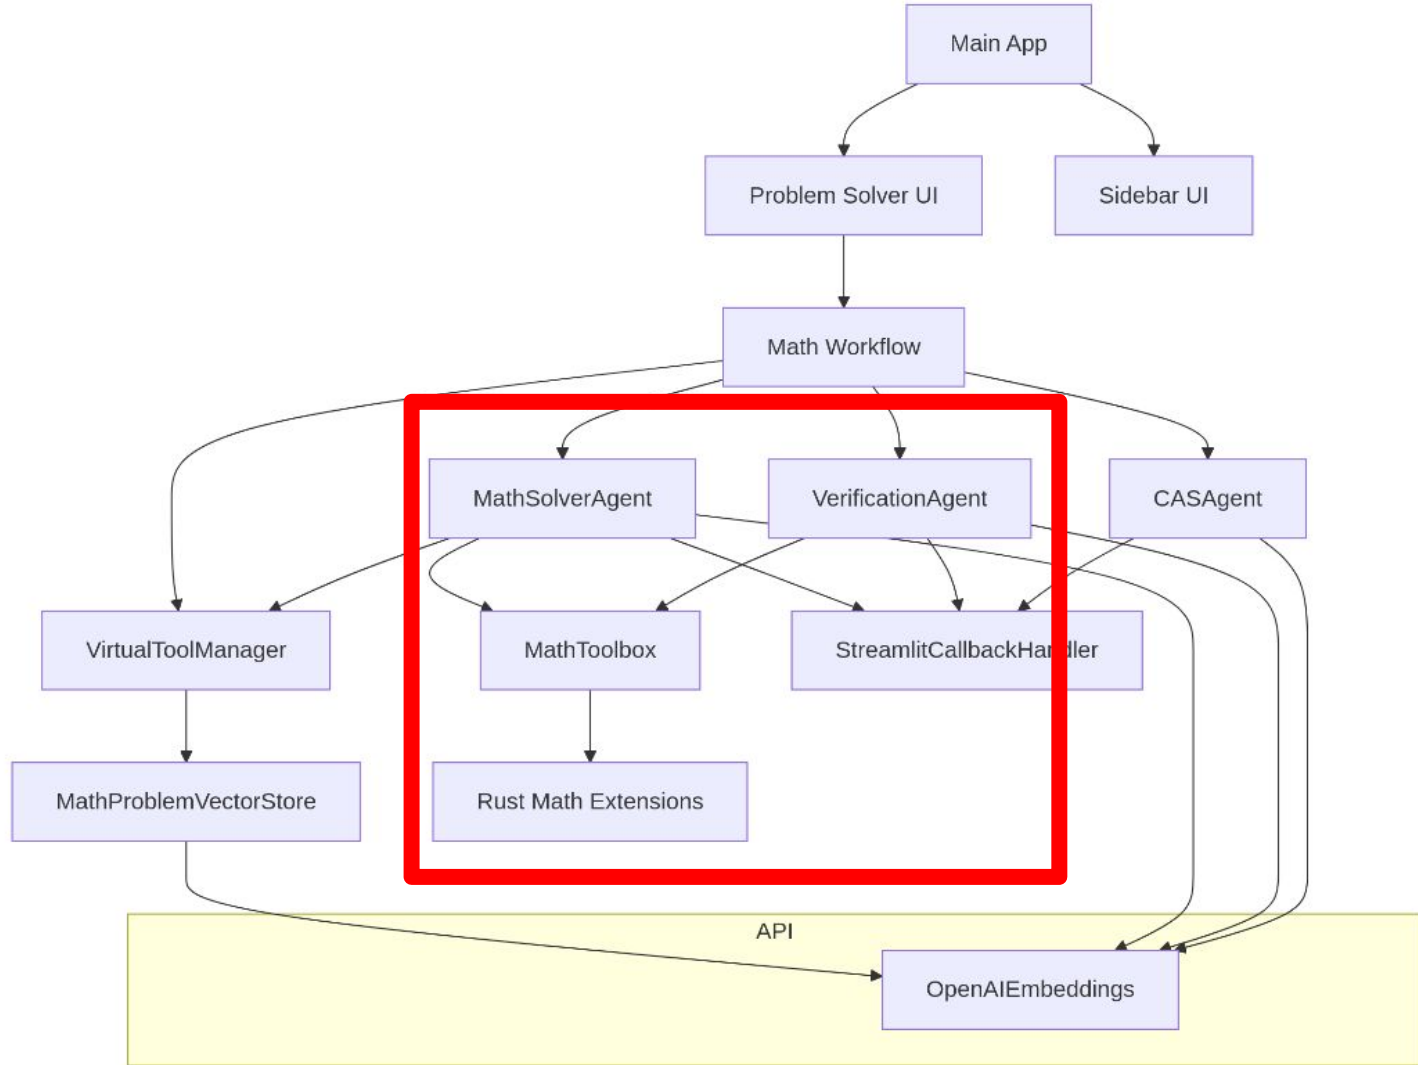 Main App
Problem Solver UI
Sidebar UI
Math Workflow
MathSolverAgent
VerificationAgent
CASAgent
VirtualToolManager
MathToolbox
StreamlitCallbackHandler
MathProblemVectorStore
Rust Math Extensions
API
OpenAIEmbeddings